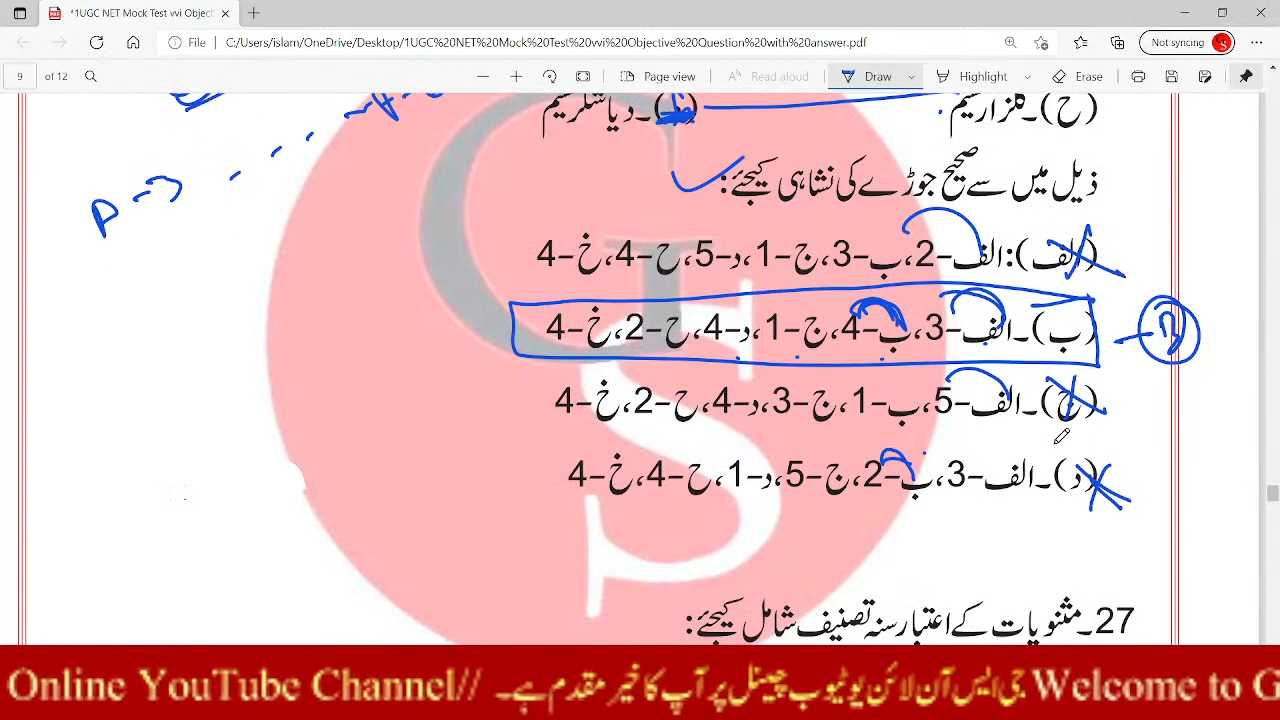 *1UGC NET Mock Test vvi Object
File C:/Users/islam/OneDrive/Desktop/1UGC%20NET%20Mock%20Test%20vvi%20Objective%20Question%20with%20answer.pdf Not syncing
9 of 12 Page view Read aloud Draw Highlight Erase
(ح)۔گلزار نسیم )۔دیا شنکر نسیم
ذیل میں سے صحیح جوڑے کی نشاہی کیجئے:
(الف):الف-2،ب-3،ج-1،د-5،ح-4،خ-4
(ب)۔الف-3،ب-4،ج-1،د-4،ح-2،خ-4
B
(ج)۔الف-5،ب-1،ج-3،د-4،ح-2،خ-4
(د)۔الف-3،ب-2،ج-5،د-1،ح-4،خ-4
27۔مثنویات کے اعتبار سنہ تصنیف شامل کیجئے:
Online YouTube Channel// جی ایس آن لائن یوٹیوب چینل پر آپ کا خیر مقدم ہے۔ Welcome to G